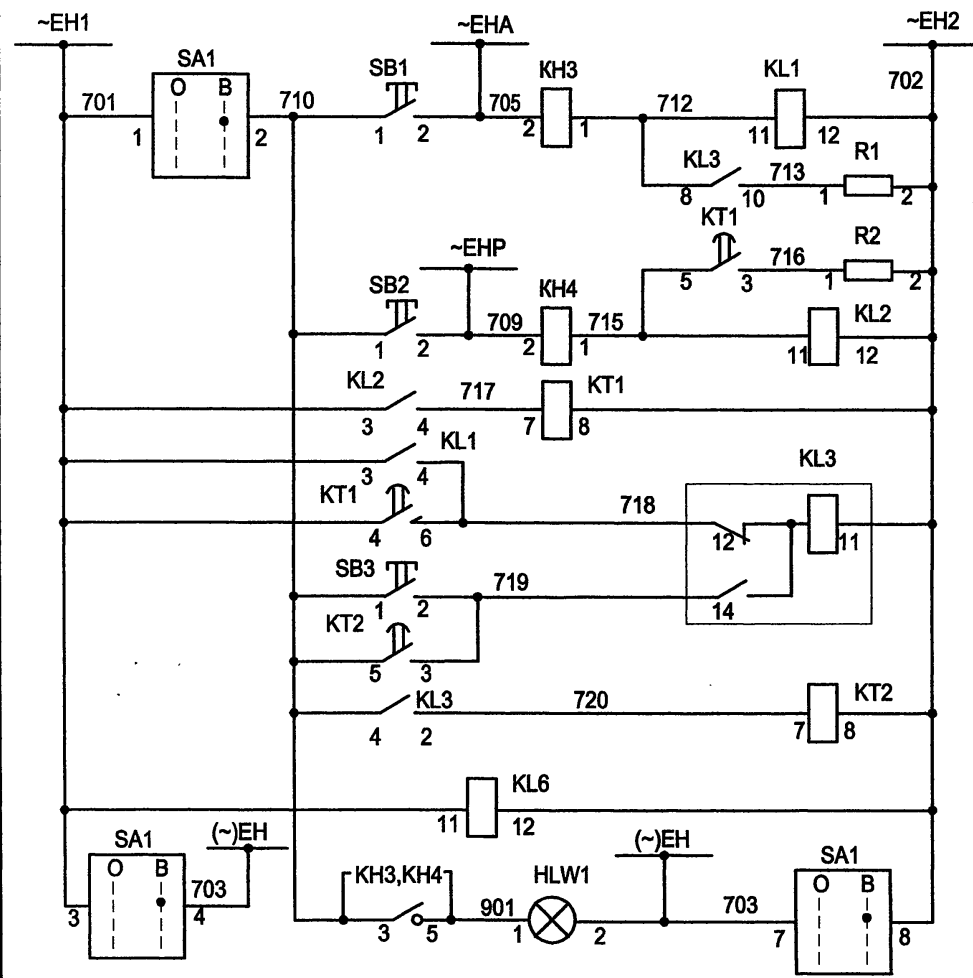 ~EH1 ~EHA ~EH2
SA1 SB1 KH3 KL1 702
O B
701 710 705 712
1 2 1 2 2 1 11 12
KL3 713 R1
8 10 1 2
KT1 716 R2
~EHP
5 3 1 2
SB2 KH4 KL2
709 715
1 2 2 1 11 12
KL2 717 KT1
3 4 7 8
KL1 KL3
3 4
KT1 718
4 6 12 11
SB3 719
1 2 14
KT2
5 3
KL3 720 KT2
4 2 7 8
KL6
11 12
SA1 (~)EH (~)EH SA1
O B KH3,KH4 HLW1 O B
703 901 703
3 4 3 5 1 2 7 8